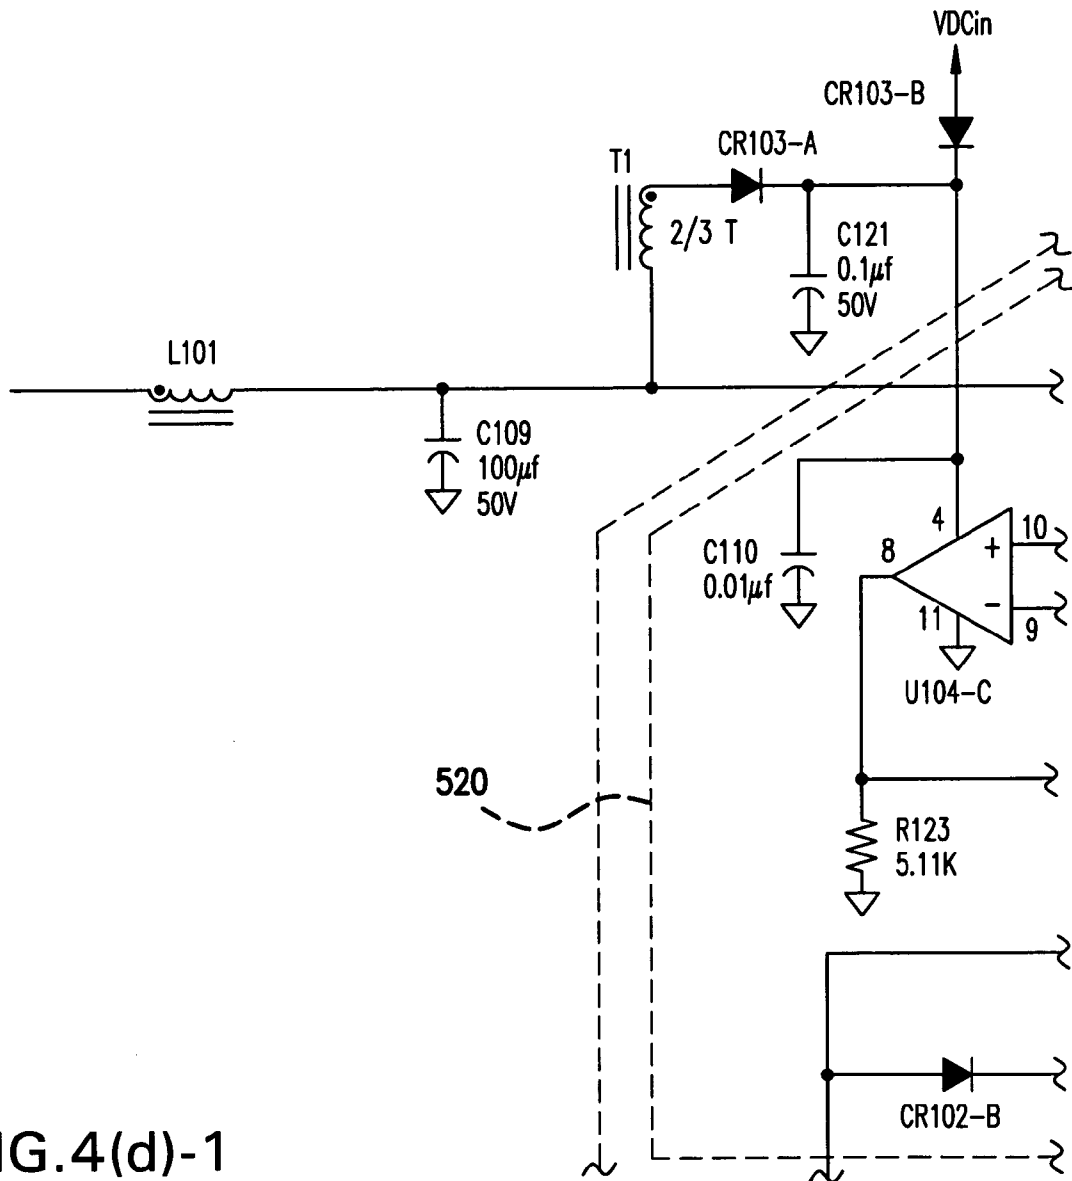 VDCin
CR103-B
CR103-A
T1
2/3 T
C121
0.1µf
50V
L101
C109
100µf
50V
4
10
8
+
C110
0.01µf
-
11
9
U104-C
520
R123
5.11K
CR102-B
IG.4(d)-1